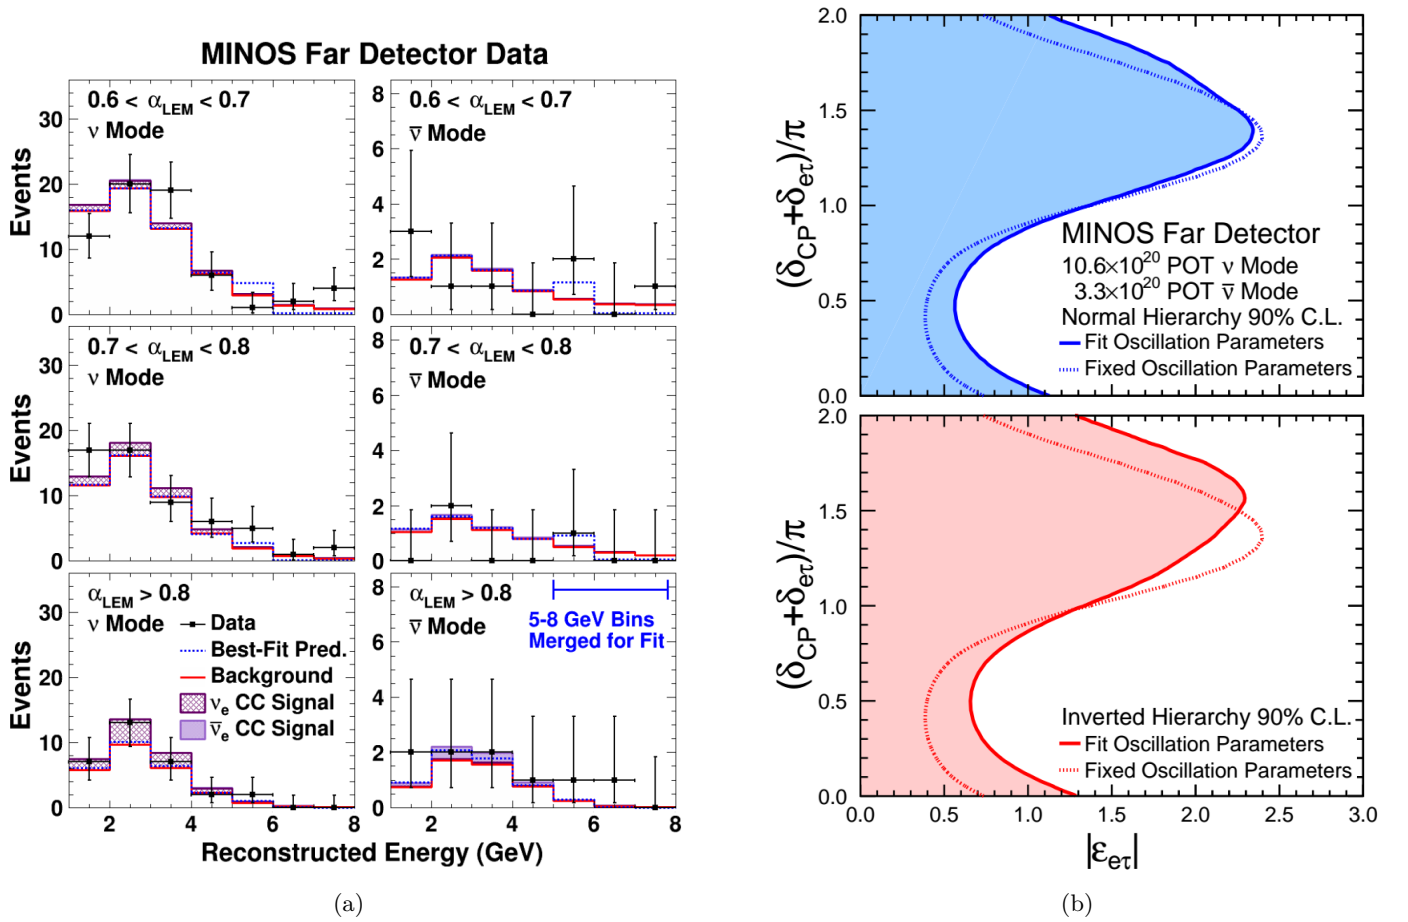 MINOS Far Detector Data
0.6 < α_LEM < 0.7
ν Mode
0.6 < α_LEM < 0.7
ν̅ Mode
Events
30
20
10
0
8
6
4
2
0
0.7 < α_LEM < 0.8
ν Mode
0.7 < α_LEM < 0.8
ν̅ Mode
Events
30
20
10
0
8
6
4
2
0
α_LEM > 0.8
ν Mode
Data
Best-Fit Pred.
Background
ν_e CC Signal
ν̅_e CC Signal
α_LEM > 0.8
ν̅ Mode
5-8 GeV Bins
Merged for Fit
Events
30
20
10
0
8
6
4
2
0
2 4 6 8
2 4 6 8
Reconstructed Energy (GeV)
(a)
2.0
1.5
1.0
0.5
0.0
(δ_CP+δ_eτ)/π
MINOS Far Detector
10.6×10^20 POT ν Mode
3.3×10^20 POT ν̅ Mode
Normal Hierarchy 90% C.L.
Fit Oscillation Parameters
Fixed Oscillation Parameters
2.0
1.5
1.0
0.5
0.0
(δ_CP+δ_eτ)/π
Inverted Hierarchy 90% C.L.
Fit Oscillation Parameters
Fixed Oscillation Parameters
0.0 0.5 1.0 1.5 2.0 2.5 3.0
|ε_eτ|
(b)